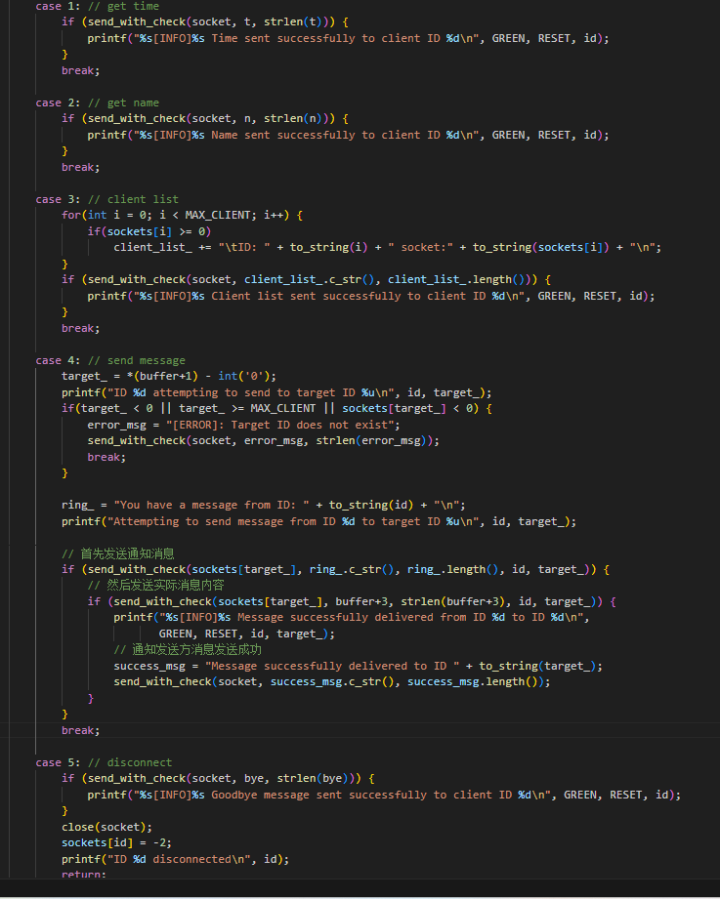 case 1: // get time
if (send_with_check(socket, t, strlen(t))) {
printf("%s[INFO]%s Time sent successfully to client ID %d\n", GREEN, RESET, id);
}
break;
case 2: // get name
if (send_with_check(socket, n, strlen(n))) {
printf("%s[INFO]%s Name sent successfully to client ID %d\n", GREEN, RESET, id);
}
break;
case 3: // client list
for(int i = 0; i < MAX_CLIENT; i++) {
if(sockets[i] >= 0)
client_list_ += "\tID: " + to_string(i) + " socket:" + to_string(sockets[i]) + "\n";
}
if (send_with_check(socket, client_list_.c_str(), client_list_.length())) {
printf("%s[INFO]%s Client list sent successfully to client ID %d\n", GREEN, RESET, id);
}
break;
case 4: // send message
target_ = *(buffer+1) - int('0');
printf("ID %d attempting to send to target ID %u\n", id, target_);
if(target_ < 0 || target_ >= MAX_CLIENT || sockets[target_] < 0) {
error_msg = "[ERROR]: Target ID does not exist";
send_with_check(socket, error_msg, strlen(error_msg));
break;
}
ring_ = "You have a message from ID: " + to_string(id) + "\n";
printf("Attempting to send message from ID %d to target ID %u\n", id, target_);
// 首先发送通知消息
if (send_with_check(sockets[target_], ring_.c_str(), ring_.length(), id, target_)) {
// 然后发送实际消息内容
if (send_with_check(sockets[target_], buffer+3, strlen(buffer+3), id, target_)) {
printf("%s[INFO]%s Message successfully delivered from ID %d to ID %d\n",
GREEN, RESET, id, target_);
// 通知发送方消息发送成功
success_msg = "Message successfully delivered to ID " + to_string(target_);
send_with_check(socket, success_msg.c_str(), success_msg.length());
}
}
break;
case 5: // disconnect
if (send_with_check(socket, bye, strlen(bye))) {
printf("%s[INFO]%s Goodbye message sent successfully to client ID %d\n", GREEN, RESET, id);
}
close(socket);
sockets[id] = -2;
printf("ID %d disconnected\n", id);
return;